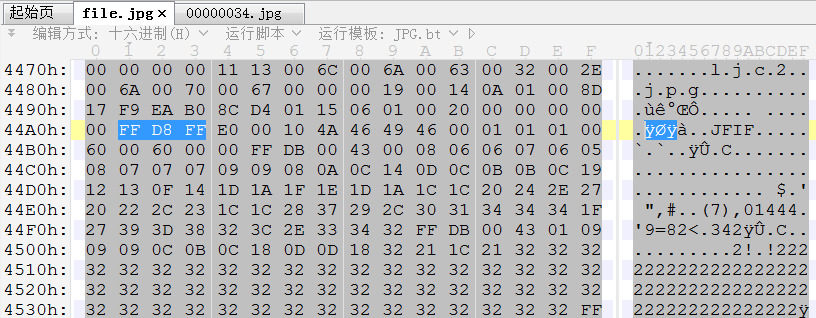 起始页 file.jpg × 00000034.jpg
编辑方式: 十六进制(H) 运行脚本 运行模板: JPG.bt
0 1 2 3 4 5 6 7 8 9 A B C D E F 0123456789ABCDEF
4470h: 00 00 00 00 11 13 00 6C 00 6A 00 63 00 32 00 2E .......l.j.c.2..
4480h: 00 6A 00 70 00 67 00 00 00 19 00 14 0A 01 00 8D .j.p.g..........
4490h: 17 F9 EA B0 8C D4 01 15 06 01 00 20 00 00 00 00 .ùê°ŒÔ..... ....
44A0h: 00 FF D8 FF E0 00 10 4A 46 49 46 00 01 01 01 00 .ÿØÿà..JFIF.....
44B0h: 60 00 60 00 00 FF DB 00 43 00 08 06 06 07 06 05 `.`..ÿÛ.C.......
44C0h: 08 07 07 07 09 09 08 0A 0C 14 0D 0C 0B 0B 0C 19 ................
44D0h: 12 13 0F 14 1D 1A 1F 1E 1D 1A 1C 1C 20 24 2E 27 ............ $.'
44E0h: 20 22 2C 23 1C 1C 28 37 29 2C 30 31 34 34 34 1F  ",#..(7),01444.
44F0h: 27 39 3D 38 32 3C 2E 33 34 32 FF DB 00 43 01 09 '9=82<.342ÿÛ.C..
4500h: 09 09 0C 0B 0C 18 0D 0D 18 32 21 1C 21 32 32 32 .........2!.!222
4510h: 32 32 32 32 32 32 32 32 32 32 32 32 32 32 32 32 2222222222222222
4520h: 32 32 32 32 32 32 32 32 32 32 32 32 32 32 32 32 2222222222222222
4530h: 32 32 32 32 32 32 32 32 32 32 32 32 32 32 32 FF 222222222222222ÿ